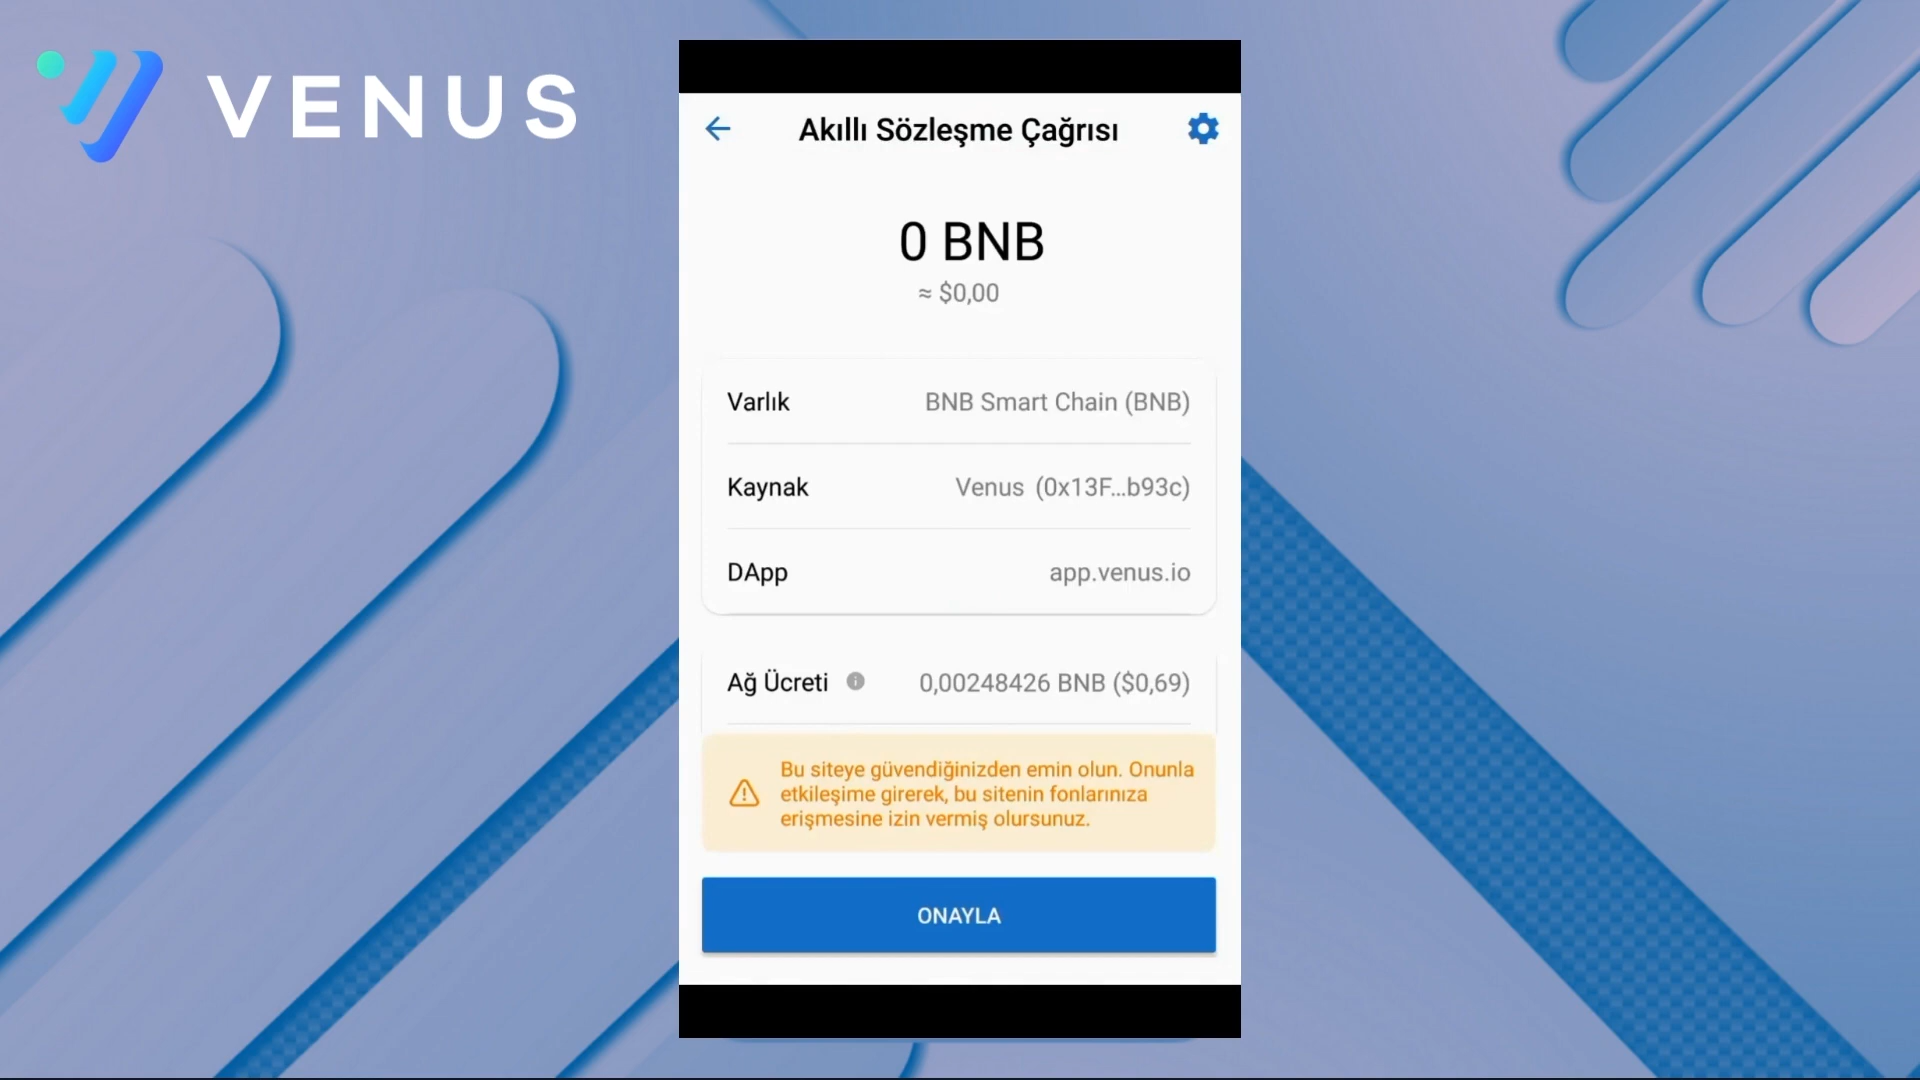 VENUS
Akıllı Sözleşme Çağrısı
0 BNB
≈ $0,00
Varlık BNB Smart Chain (BNB)
Kaynak Venus (0x13F...b93c)
DApp app.venus.io
Ağ Ücreti 0,00248426 BNB ($0,69)
Bu siteye güvendiğinizden emin olun. Onunla
etkileşime girerek, bu sitenin fonlarınıza
erişmesine izin vermiş olursunuz.
ONAYLA